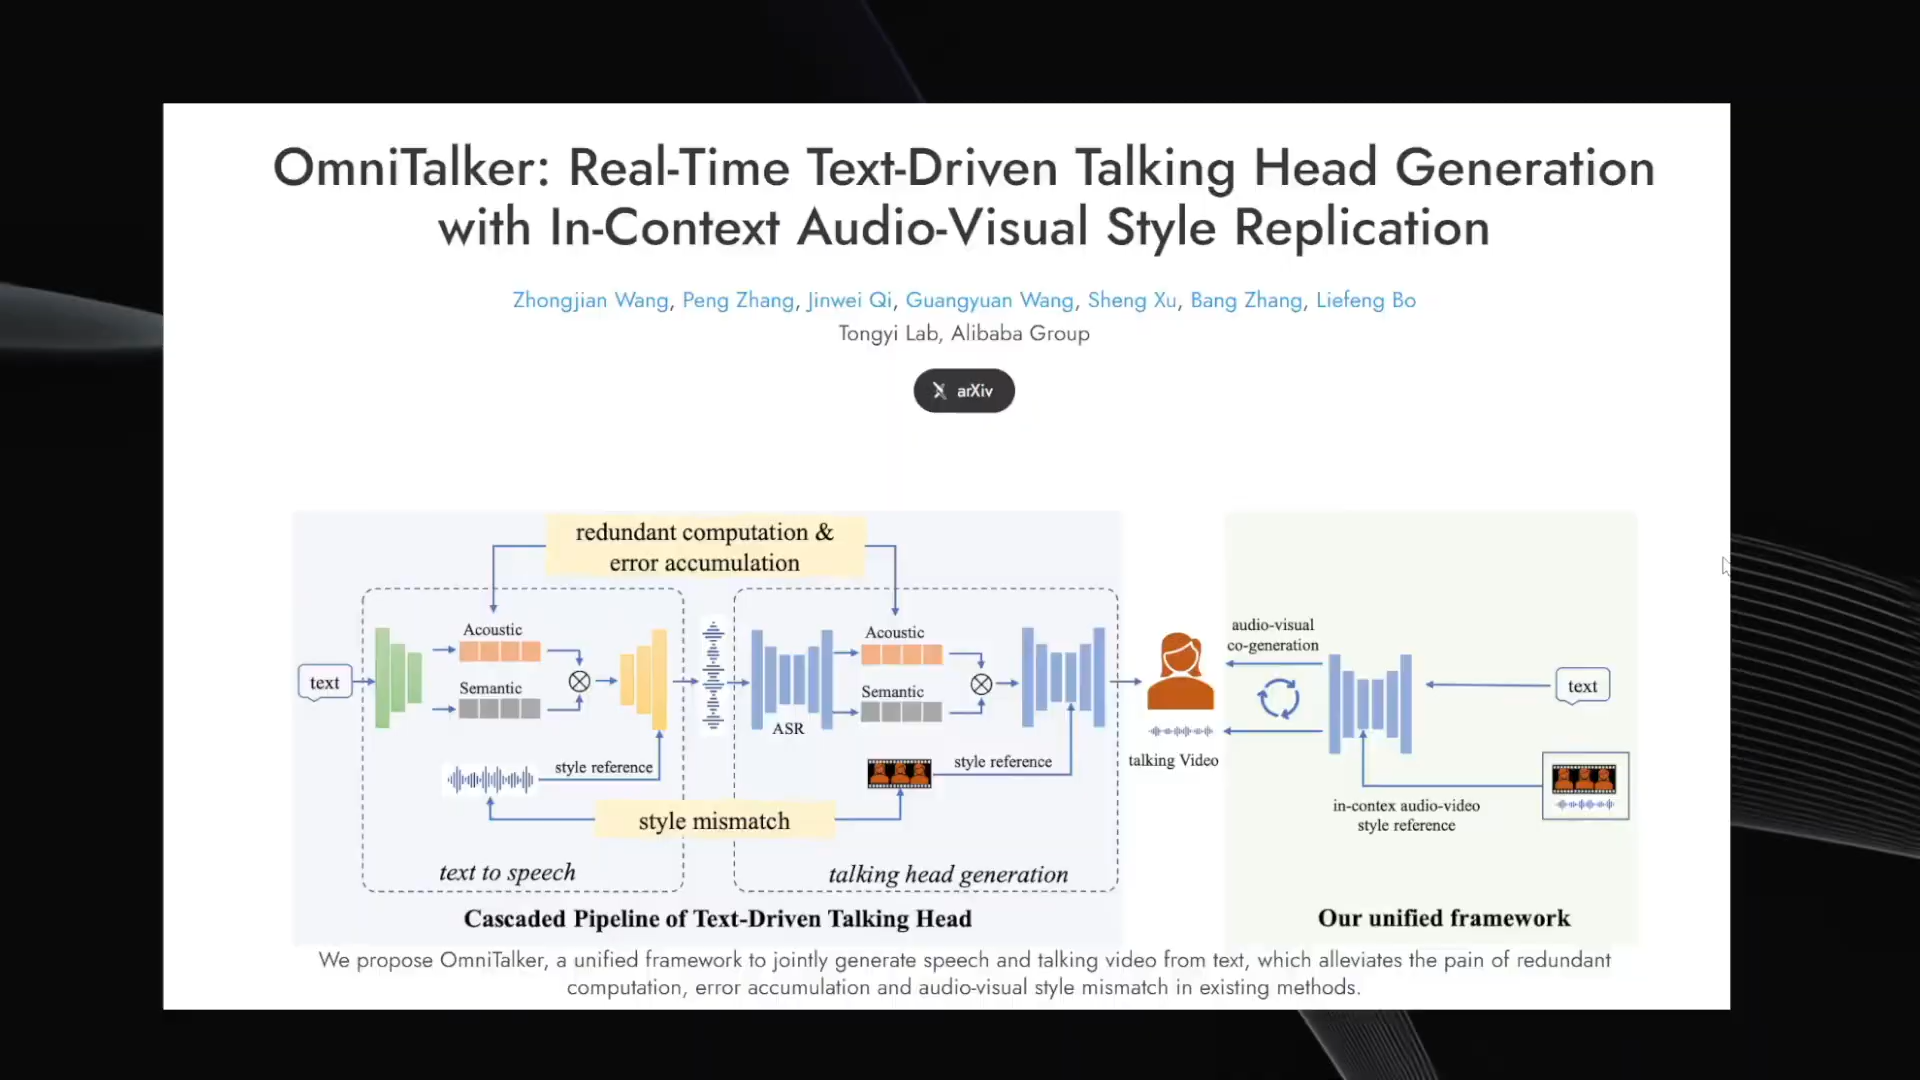 OmniTalker: Real-Time Text-Driven Talking Head Generation
with In-Context Audio-Visual Style Replication
Zhongjian Wang, Peng Zhang, Jinwei Qi, Guangyuan Wang, Sheng Xu, Bang Zhang, Liefeng Bo
Tongyi Lab, Alibaba Group
arXiv
redundant computation &
error accumulation
text
Acoustic
Semantic
style reference
text to speech
ASR
Acoustic
Semantic
style reference
talking head generation
style mismatch
Cascaded Pipeline of Text-Driven Talking Head
talking Video
audio-visual
co-generation
text
in-contex audio-video
style reference
Our unified framework
We propose OmniTalker, a unified framework to jointly generate speech and talking video from text, which alleviates the pain of redundant
computation, error accumulation and audio-visual style mismatch in existing methods.